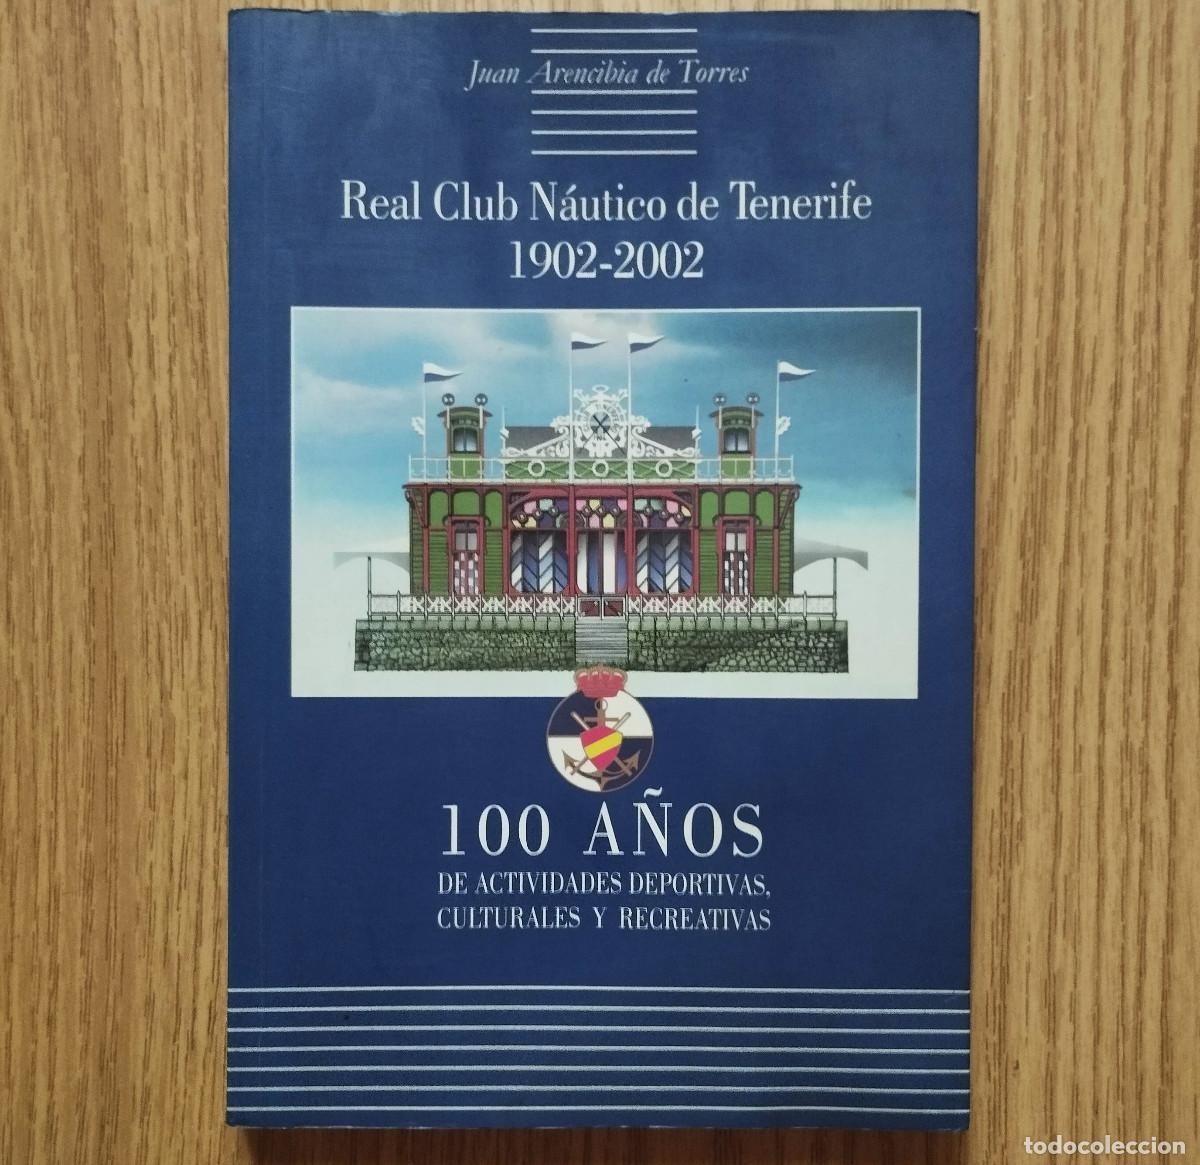 Juan Arencibia de Torres
Real Club Náutico de Tenerife
1902-2002
100 AÑOS
DE ACTIVIDADES DEPORTIVAS,
CULTURALES Y RECREATIVAS
todocoleccion